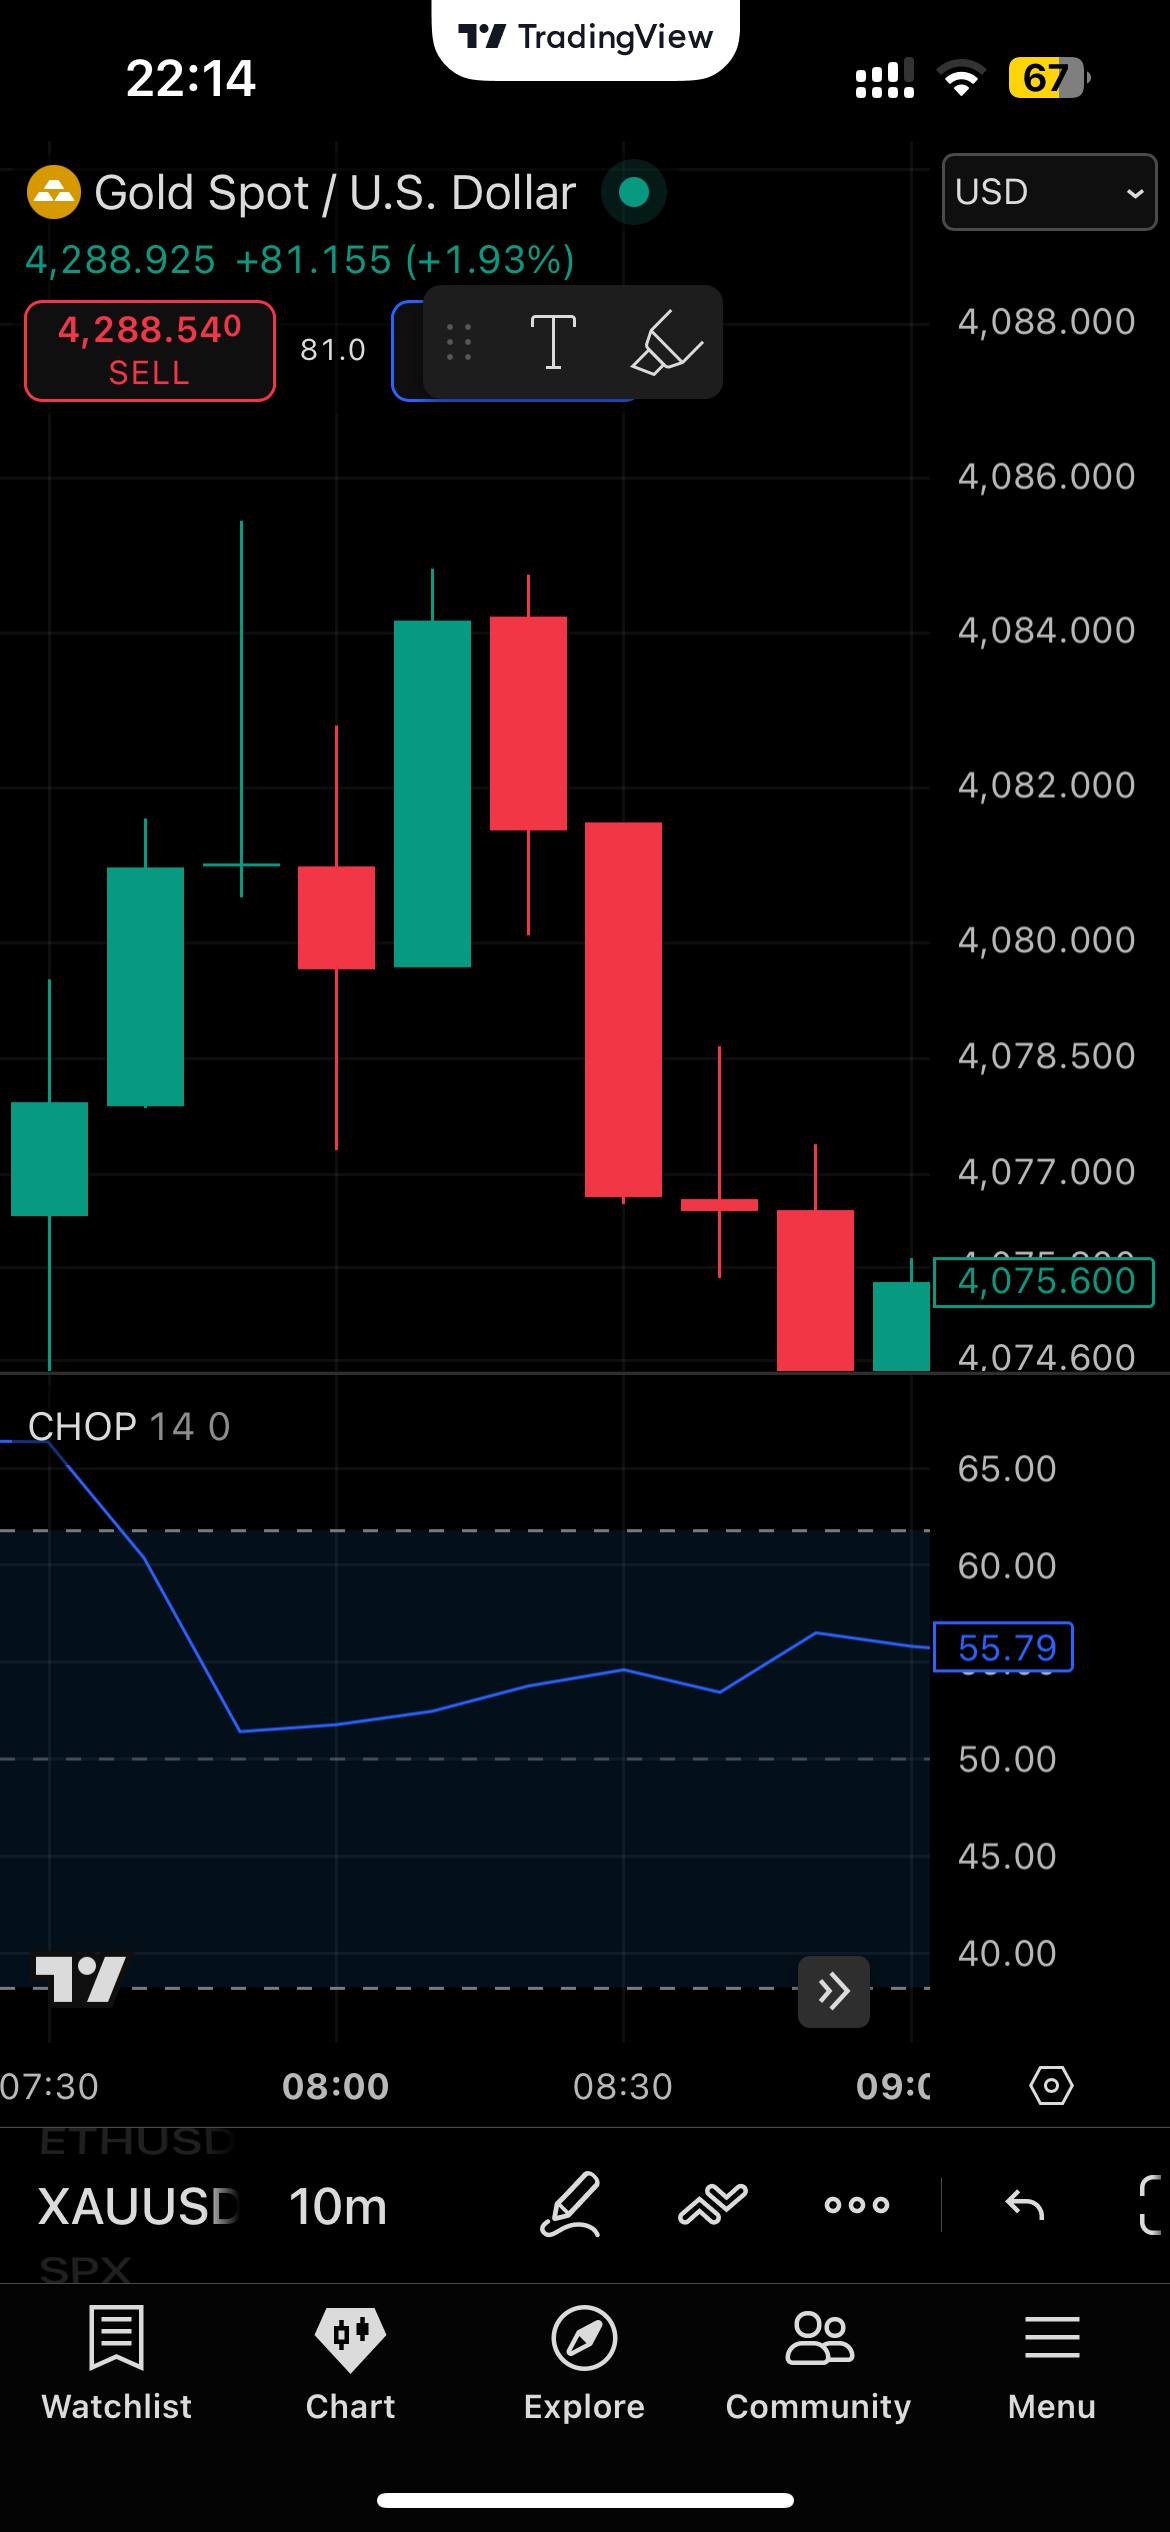 TradingView
22:14
67
Gold Spot / U.S. Dollar
USD
4,288.925 +81.155 (+1.93%)
4,288.540
SELL
81.0
4,088.000
4,086.000
4,084.000
4,082.000
4,080.000
4,078.500
4,077.000
4,075.600
4,074.600
CHOP 14 0
65.00
60.00
55.79
50.00
45.00
40.00
07:30 08:00 08:30 09:0
ETHUSD
XAUUSD 10m
SPX
Watchlist Chart Explore Community Menu